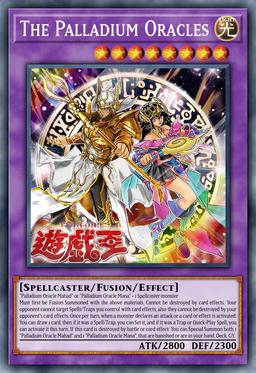 The Palladium Oracles
LIGHT
光
遊戯王
[Spellcaster/Fusion/Effect]
"Palladium Oracle Mahad" or "Palladium Oracle Mana" + 1 Spellcaster monster
Must first be Fusion Summoned with the above materials. Cannot be destroyed by card effects. Your
opponent cannot target Spells/Traps you control with card effects, also they cannot be destroyed by your
opponent's card effects. Once per turn, when a monster declares an attack or a card or effect is activated:
You can draw 1 card, then if it was a Spell/Trap, you can Set it, and if it was a Trap or Quick-Play Spell, you
can activate it this turn. If this card is destroyed by battle or card effect: You can Special Summon both 1
"Palladium Oracle Mahad" and 1 "Palladium Oracle Mana", that are banished or are in your hand, Deck, GY.
ATK/2800 DEF/2300